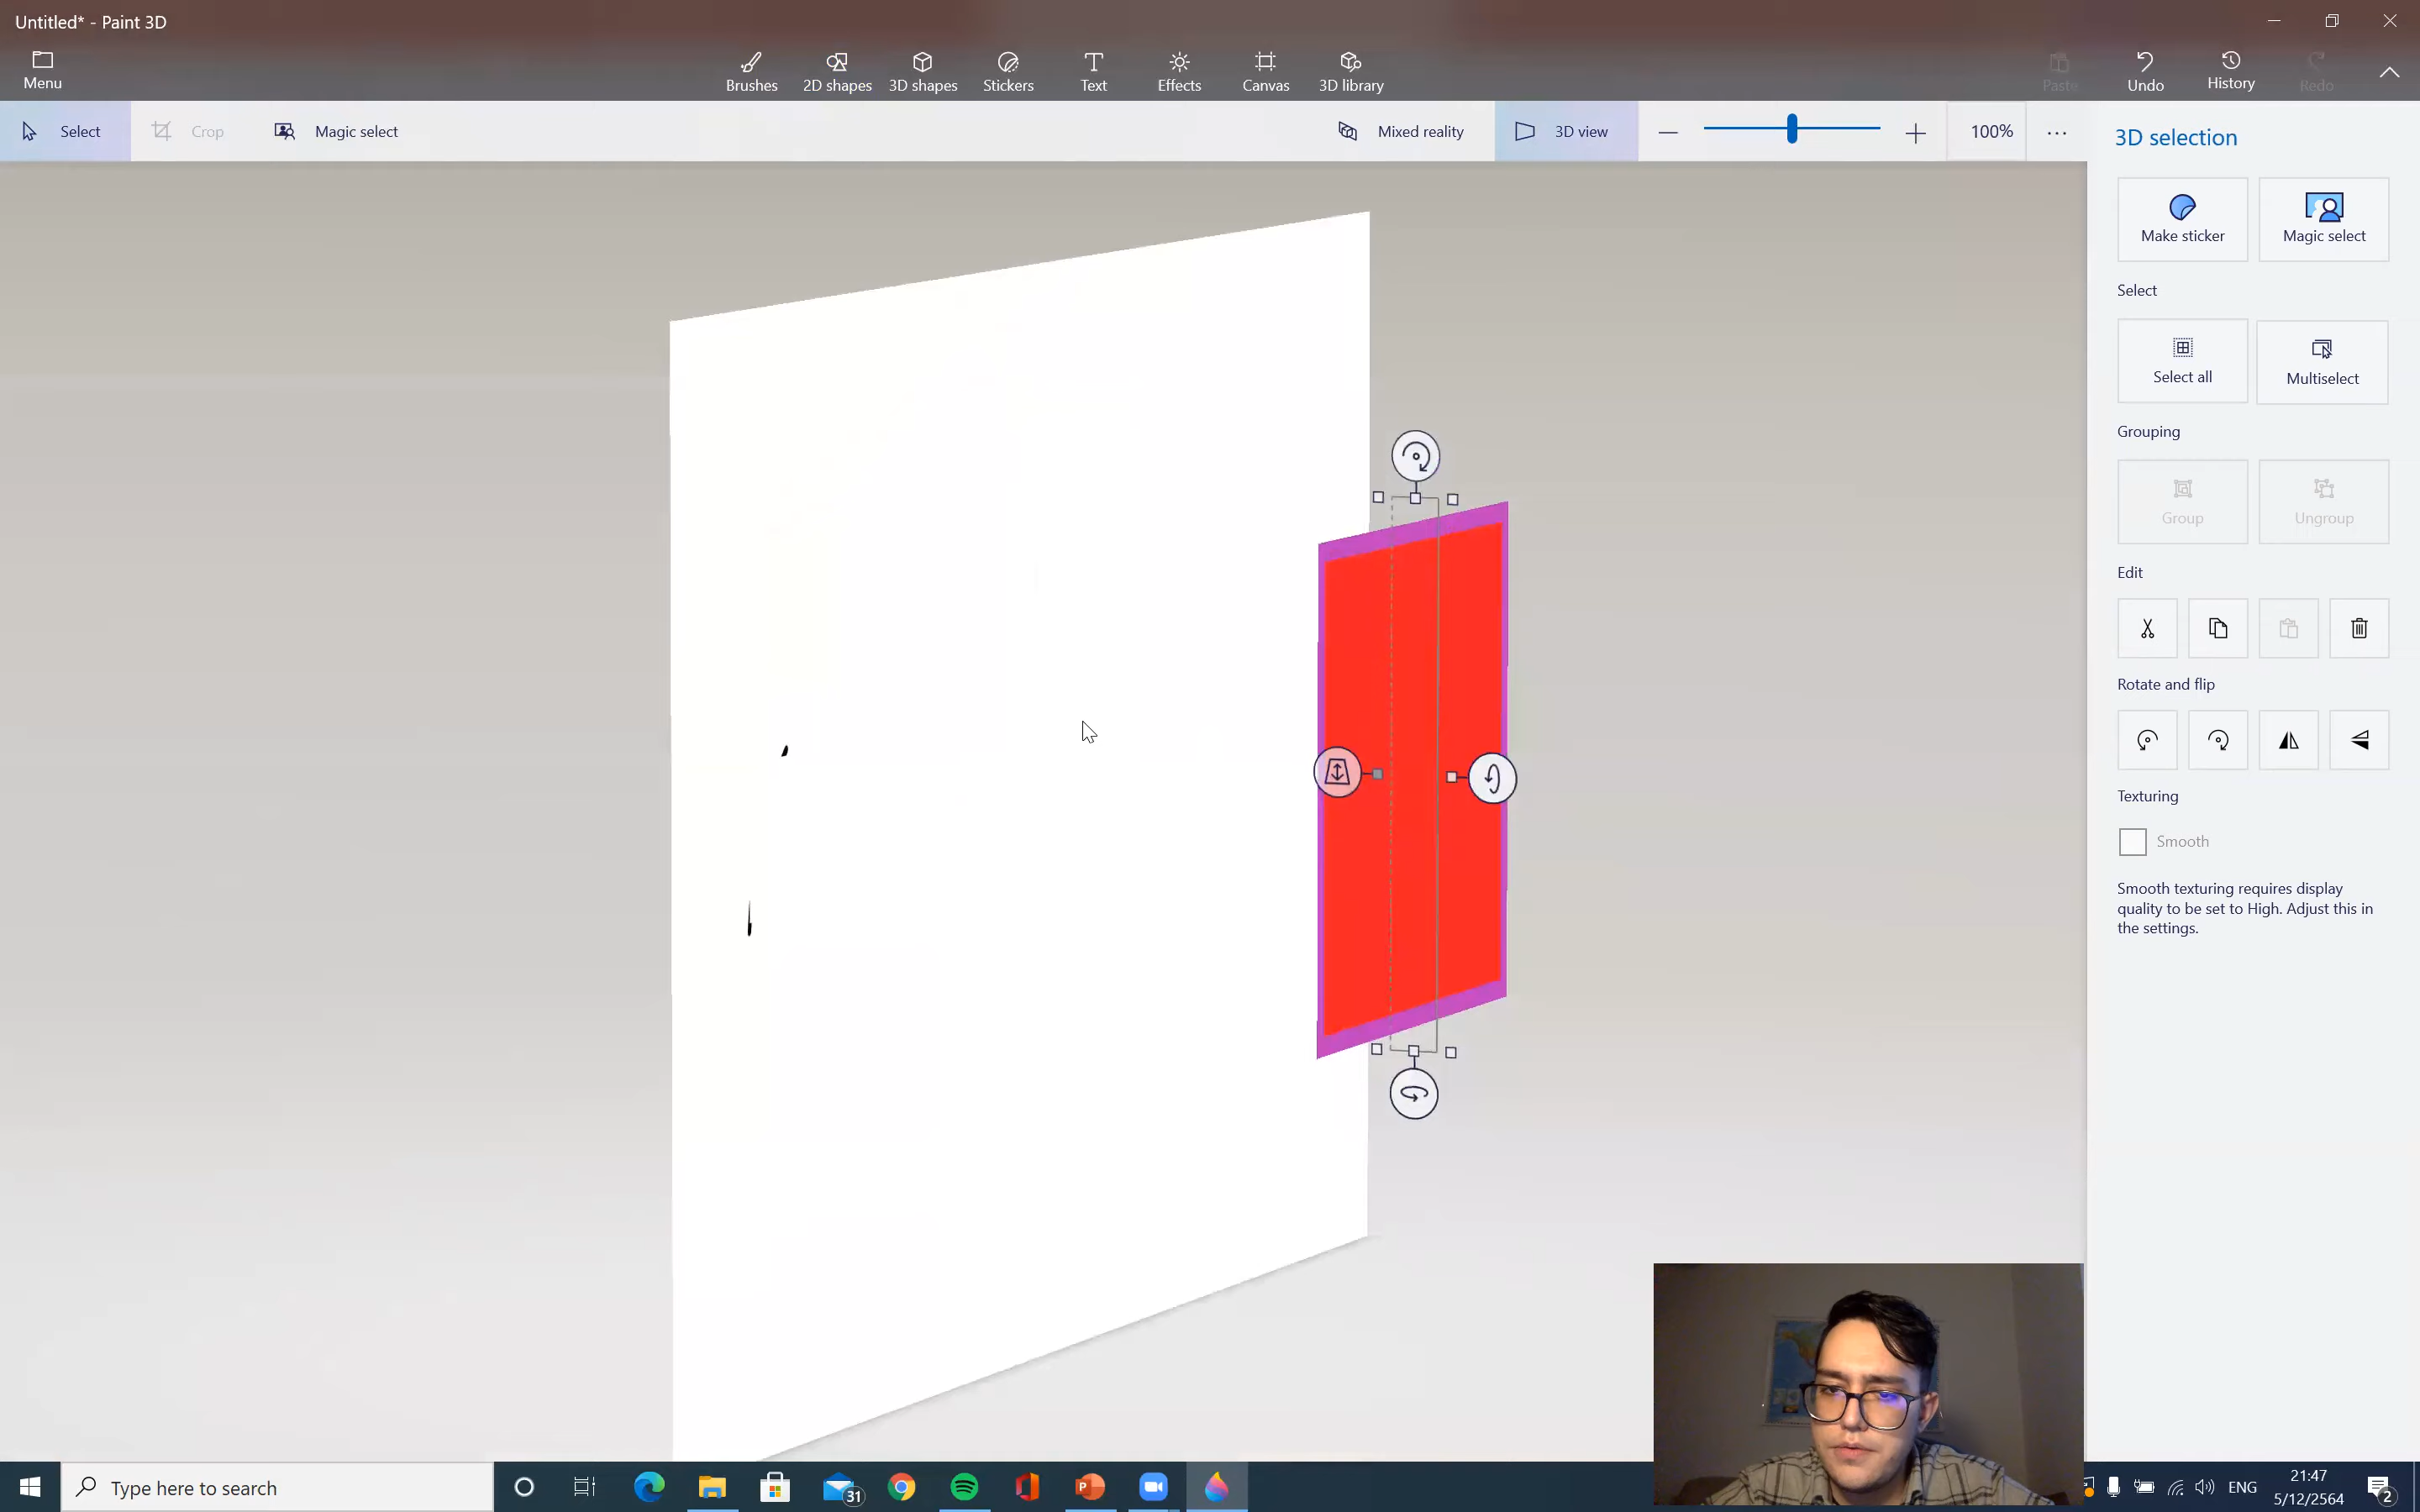 Untitled* - Paint 3D
Menu
Brushes
2D shapes
3D shapes
Stickers
Text
Effects
Canvas
3D library
Paste
Undo
History
Redo
Select
Crop
Magic select
Mixed reality
3D view
100%
3D selection
Make sticker
Magic select
Select
Select all
Multiselect
Grouping
Group
Ungroup
Edit
Rotate and flip
Texturing
Smooth
Smooth texturing requires display
quality to be set to High. Adjust this in
the settings.
Type here to search
31
P
ENG
21:47
5/12/2564
2